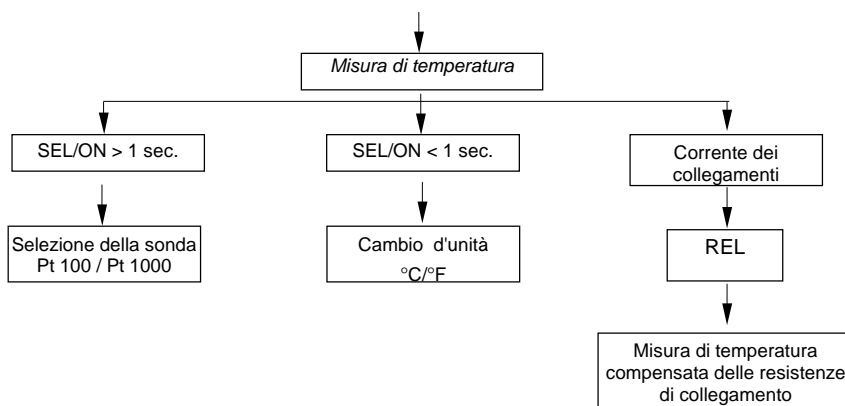 Misura di temperatura
SEL/ON > 1 sec.
SEL/ON < 1 sec.
Corrente dei
collegamenti
Selezione della sonda
Pt 100 / Pt 1000
Cambio d'unità
°C/°F
REL
Misura di temperatura
compensata delle resistenze
di collegamento